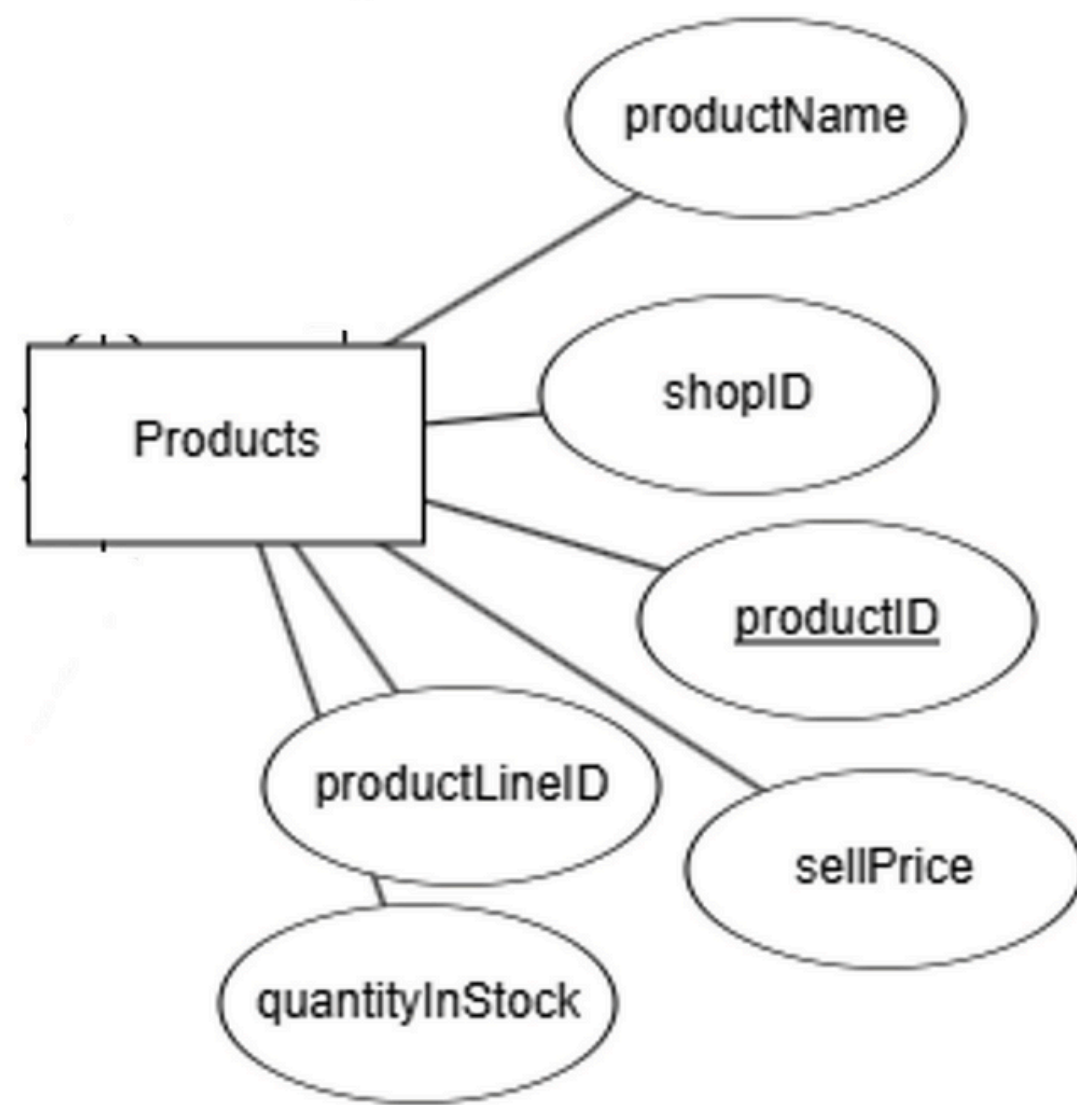 productName
shopID
Products
productID
productLineID
sellPrice
quantityInStock